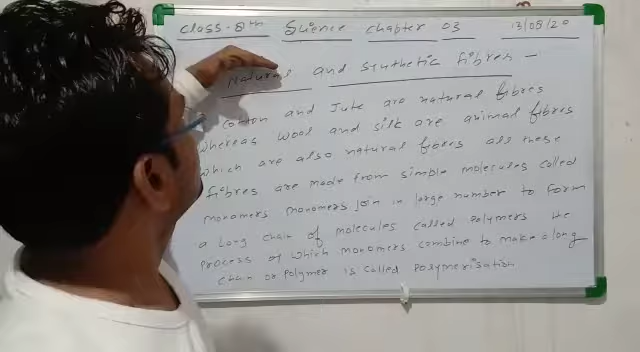 Class-8th Science Chapter 03 13/05/20
Natural and Synthetic fibres -
Cotton and Jute are natural fibres
Whereas wool and silk are animal fibres
which are also natural fibres all these
fibres are made from simple molecules called
monomers monomers join in large number to form
a long chain of molecules called Polymers the
process of which monomers combine to make a long
chain or polymer is called Polymerisation